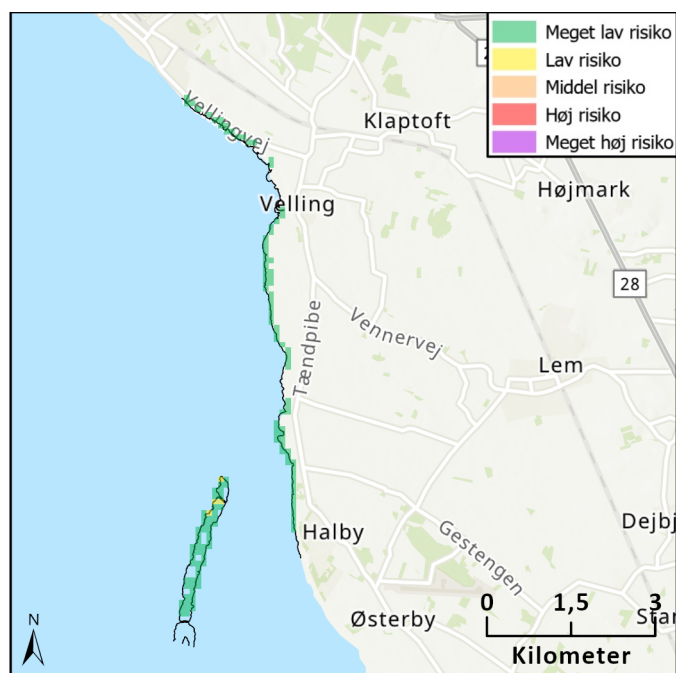 Meget lav risiko
Lav risiko
Middel risiko
Høj risiko
Meget høj risiko
Vellingvej
Klaptoft
Højmark
Velling
28
Tændpibe
Vennervej
Lem
Halby
Gestengen
Dejbj
Østerby
Star
0 1,5 3
Kilometer
N